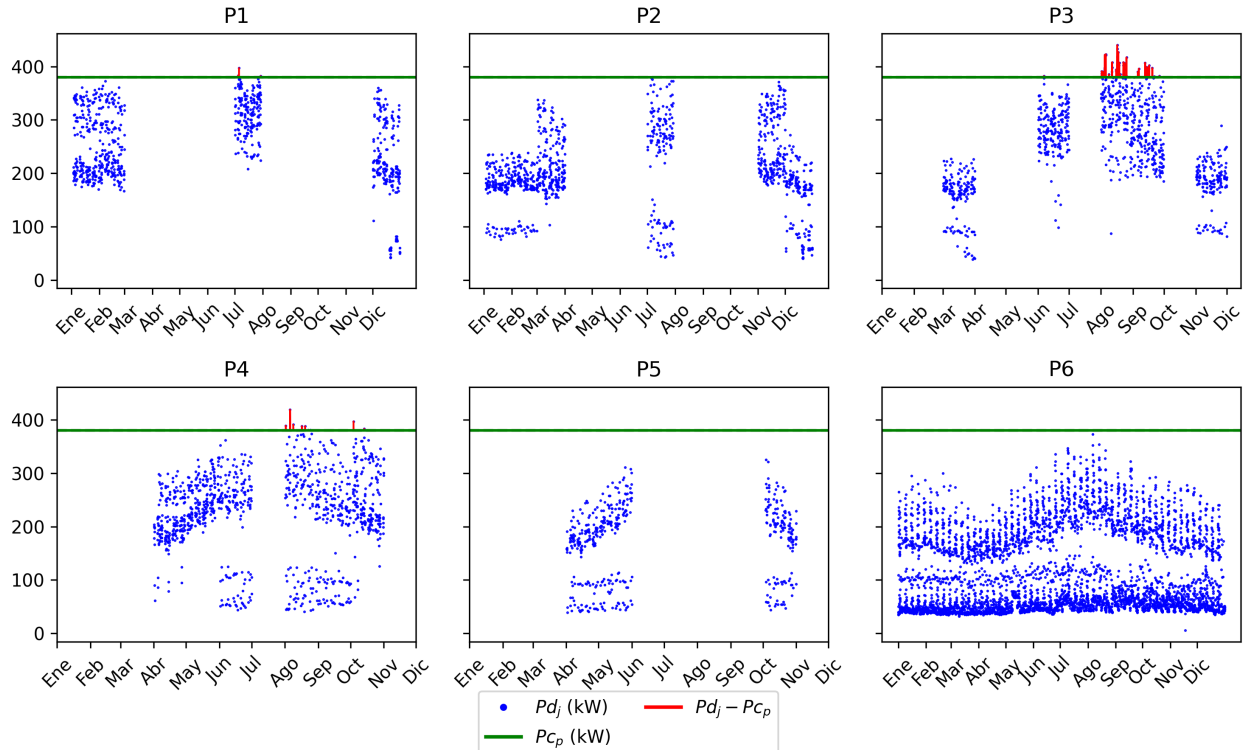 P1 P2 P3
400
300
200
100
0
Ene Feb Mar Abr May Jun Jul Ago Sep Oct Nov Dic
Ene Feb Mar Abr May Jun Jul Ago Sep Oct Nov Dic
Ene Feb Mar Abr May Jun Jul Ago Sep Oct Nov Dic
P4 P5 P6
400
300
200
100
0
Ene Feb Mar Abr May Jun Jul Ago Sep Oct Nov Dic
Ene Feb Mar Abr May Jun Jul Ago Sep Oct Nov Dic
Ene Feb Mar Abr May Jun Jul Ago Sep Oct Nov Dic
Pd_j (kW) Pd_j − Pc_p
Pc_p (kW)